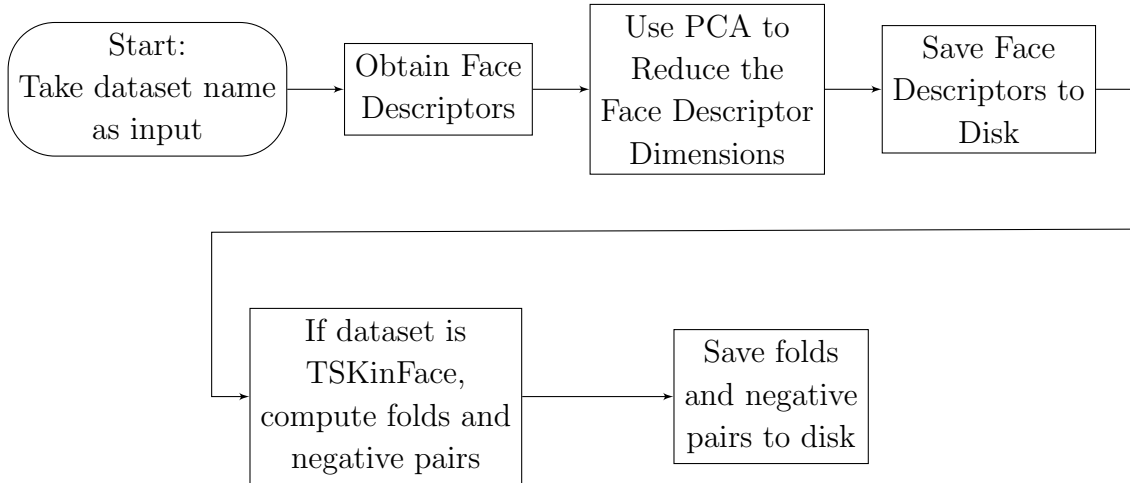 Start:
Take dataset name
as input
Obtain Face
Descriptors
Use PCA to
Reduce the
Face Descriptor
Dimensions
Save Face
Descriptors to
Disk
If dataset is
TSKinFace,
compute folds and
negative pairs
Save folds
and negative
pairs to disk